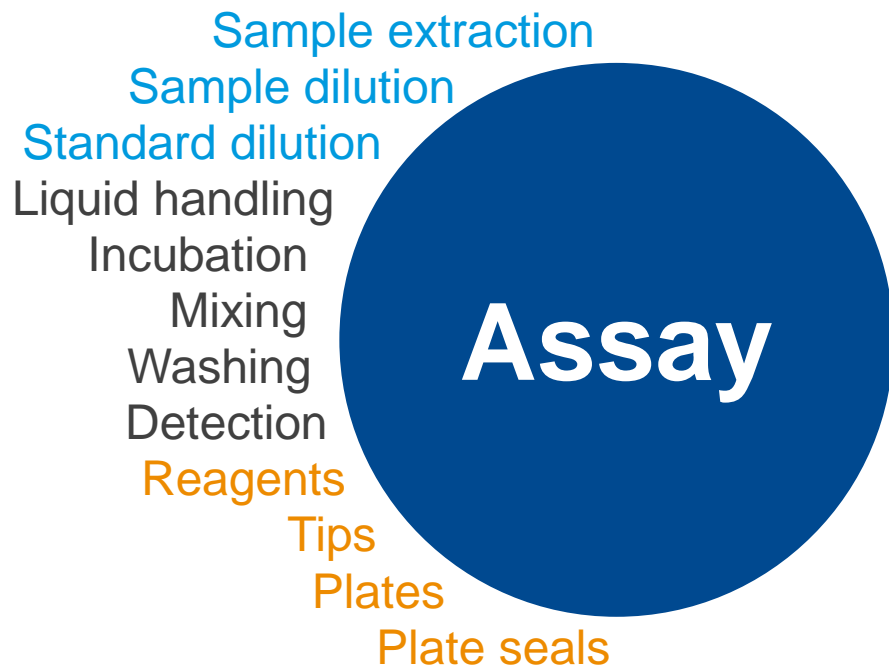 Sample extraction
Sample dilution
Standard dilution
Liquid handling
Incubation
Mixing
Washing
Detection
Reagents
Tips
Plates
Plate seals
Assay